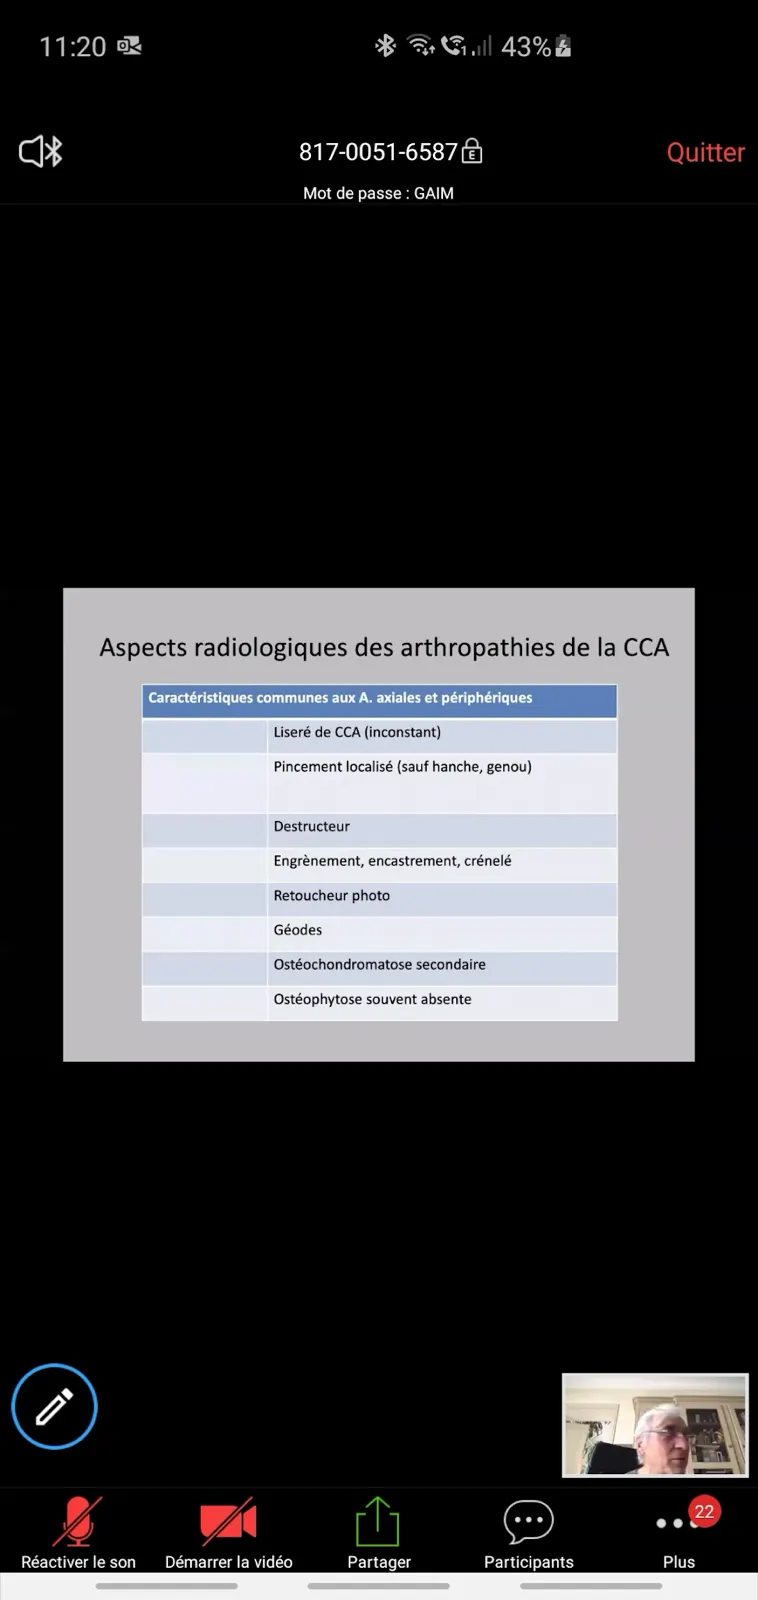 11:20
43%
817-0051-6587
Quitter
Mot de passe : GAIM
Aspects radiologiques des arthropathies de la CCA
Caractéristiques communes aux A. axiales et périphériques
Liseré de CCA (inconstant)
Pincement localisé (sauf hanche, genou)
Destructeur
Engrènement, encastrement, crénelé
Retoucheur photo
Géodes
Ostéochondromatose secondaire
Ostéophytose souvent absente
22
Réactiver le son
Démarrer la vidéo
Partager
Participants
Plus